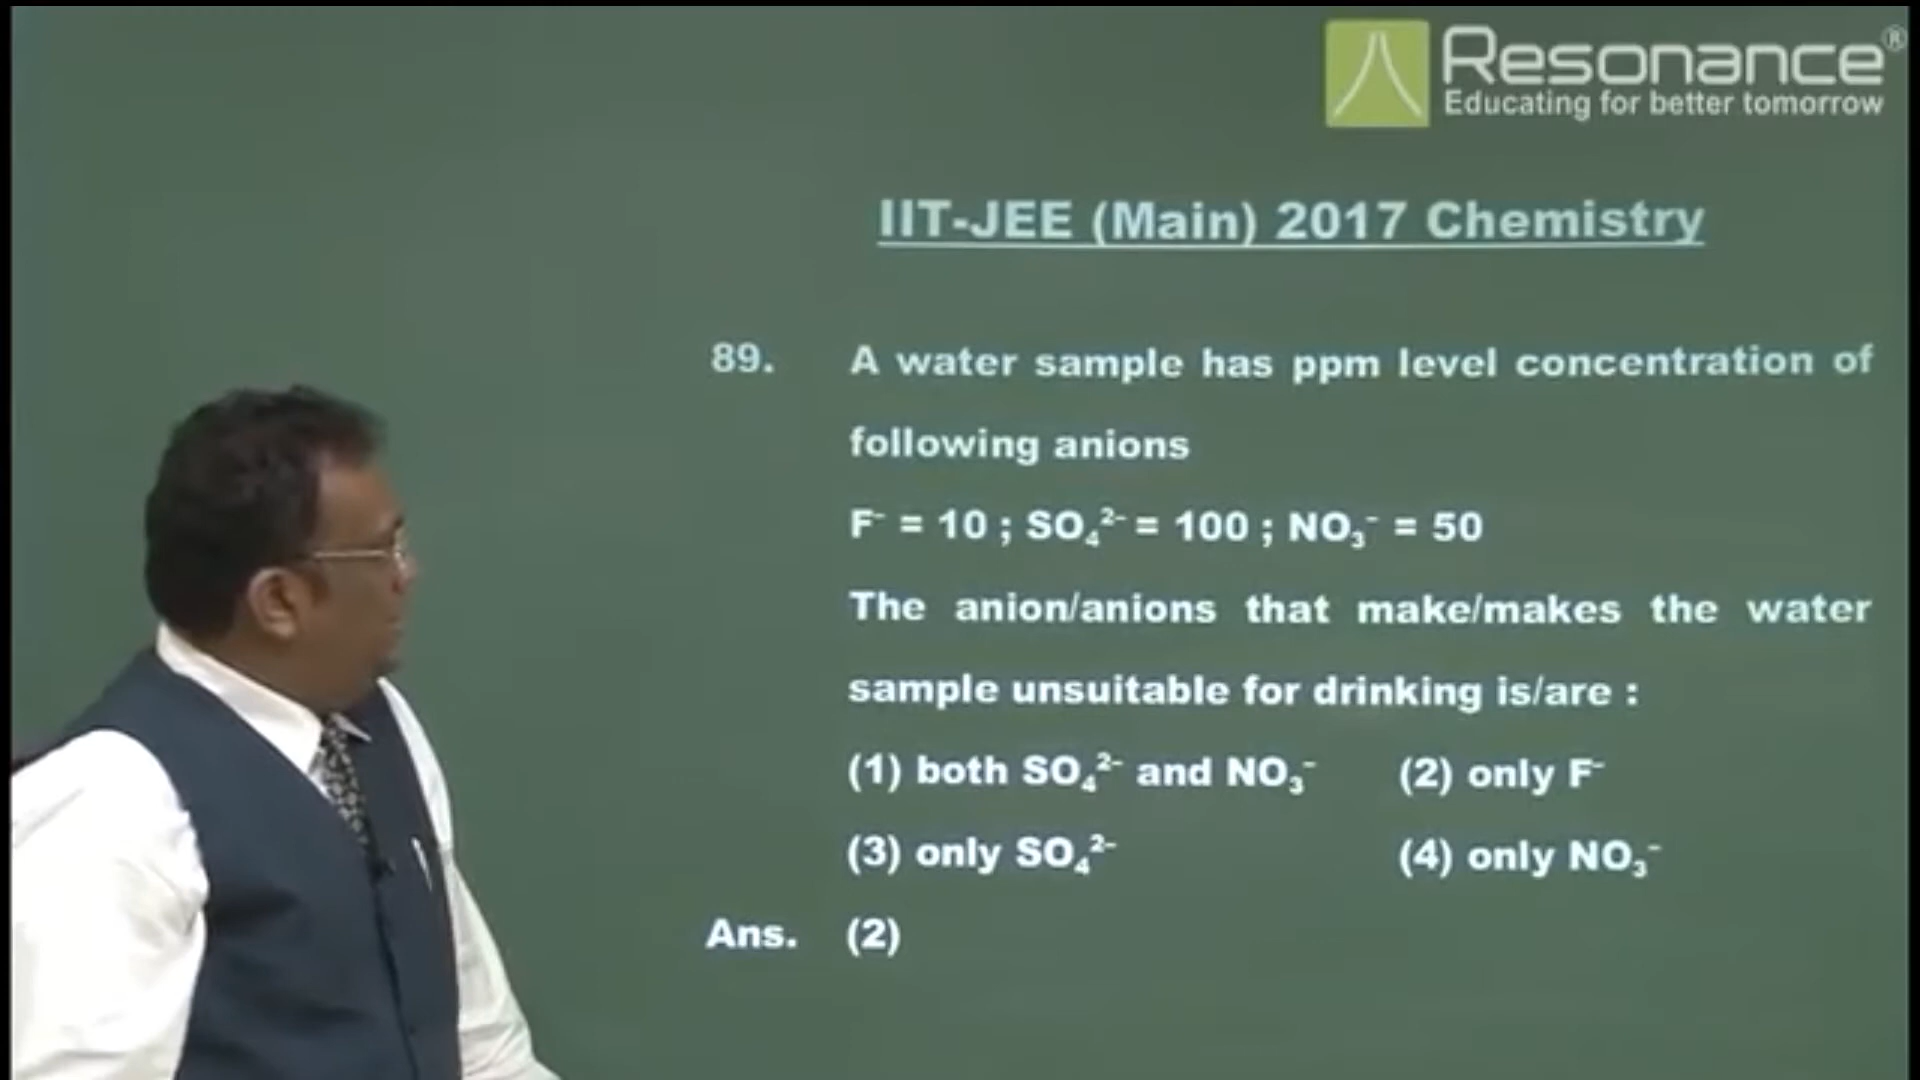 Resonance®
Educating for better tomorrow
IIT-JEE (Main) 2017 Chemistry
89. A water sample has ppm level concentration of
following anions
F⁻ = 10 ; SO₄²⁻ = 100 ; NO₃⁻ = 50
The anion/anions that make/makes the water
sample unsuitable for drinking is/are :
(1) both SO₄²⁻ and NO₃⁻ (2) only F⁻
(3) only SO₄²⁻ (4) only NO₃⁻
Ans. (2)